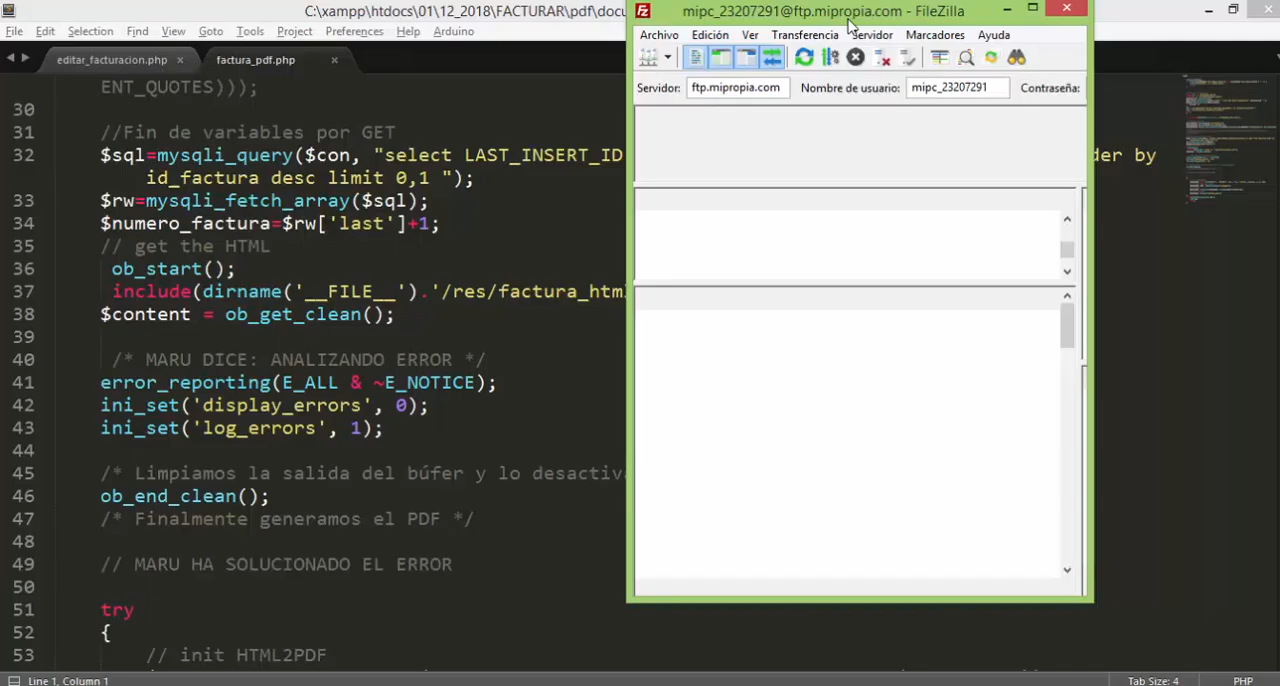 C:\xampp\htdocs\01\12_2018\FACTURAR\pdf\docu
File Edit Selection Find View Goto Tools Project Preferences Help Arduino
editar_facturacion.php × factura_pdf.php ×
ENT_QUOTES)));
30
31 //Fin de variables por GET
32 $sql=mysqli_query($con, "select LAST_INSERT_ID der by
id_factura desc limit 0,1 ");
33 $rw=mysqli_fetch_array($sql);
34 $numero_factura=$rw['last']+1;
35 // get the HTML
36 ob_start();
37 include(dirname('__FILE__').'/res/factura_htm
38 $content = ob_get_clean();
39
40 /* MARU DICE: ANALIZANDO ERROR */
41 error_reporting(E_ALL & ~E_NOTICE);
42 ini_set('display_errors', 0);
43 ini_set('log_errors', 1);
44
45 /* Limpiamos la salida del búfer y lo desactiva
46 ob_end_clean();
47 /* Finalmente generamos el PDF */
48
49 // MARU HA SOLUCIONADO EL ERROR
50
51 try
52 {
53 // init HTML2PDF
Line 1, Column 1
Tab Size: 4 PHP
Fz mipc_23207291@ftp.mipropia.com - FileZilla
Archivo Edición Ver Transferencia Servidor Marcadores Ayuda
Servidor: ftp.mipropia.com Nombre de usuario: mipc_23207291 Contraseña: